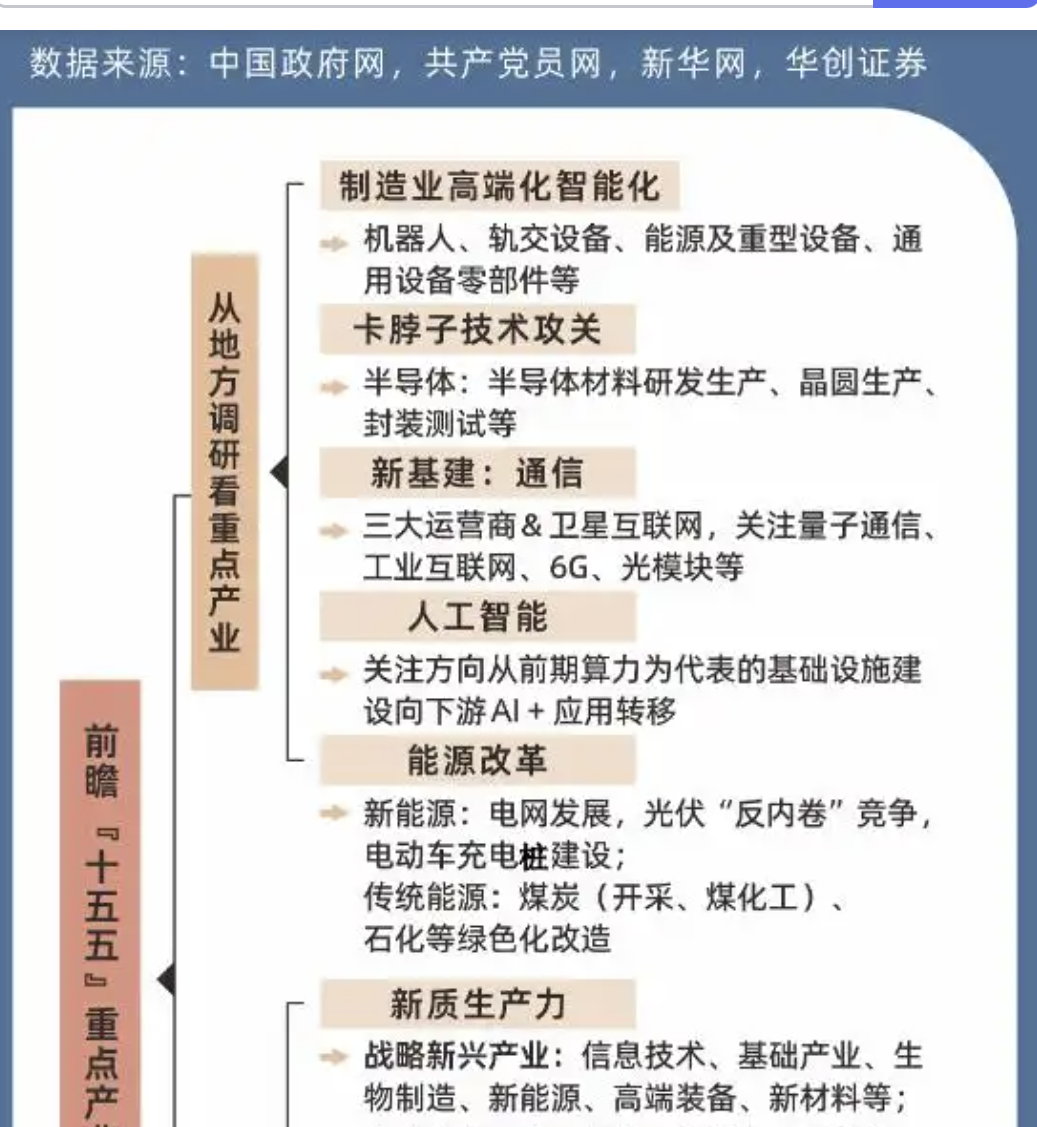 数据来源：中国政府网，共产党员网，新华网，华创证券
前瞻『十五五』重点产
从地方调研看重点产业
制造业高端化智能化
机器人、轨交设备、能源及重型设备、通
用设备零部件等
卡脖子技术攻关
半导体：半导体材料研发生产、晶圆生产、
封装测试等
新基建：通信
三大运营商&卫星互联网，关注量子通信、
工业互联网、6G、光模块等
人工智能
关注方向从前期算力为代表的基础设施建
设向下游AI+应用转移
能源改革
新能源：电网发展，光伏“反内卷”竞争，
电动车充电桩建设；
传统能源：煤炭（开采、煤化工）、
石化等绿色化改造
新质生产力
战略新兴产业：信息技术、基础产业、生
物制造、新能源、高端装备、新材料等；